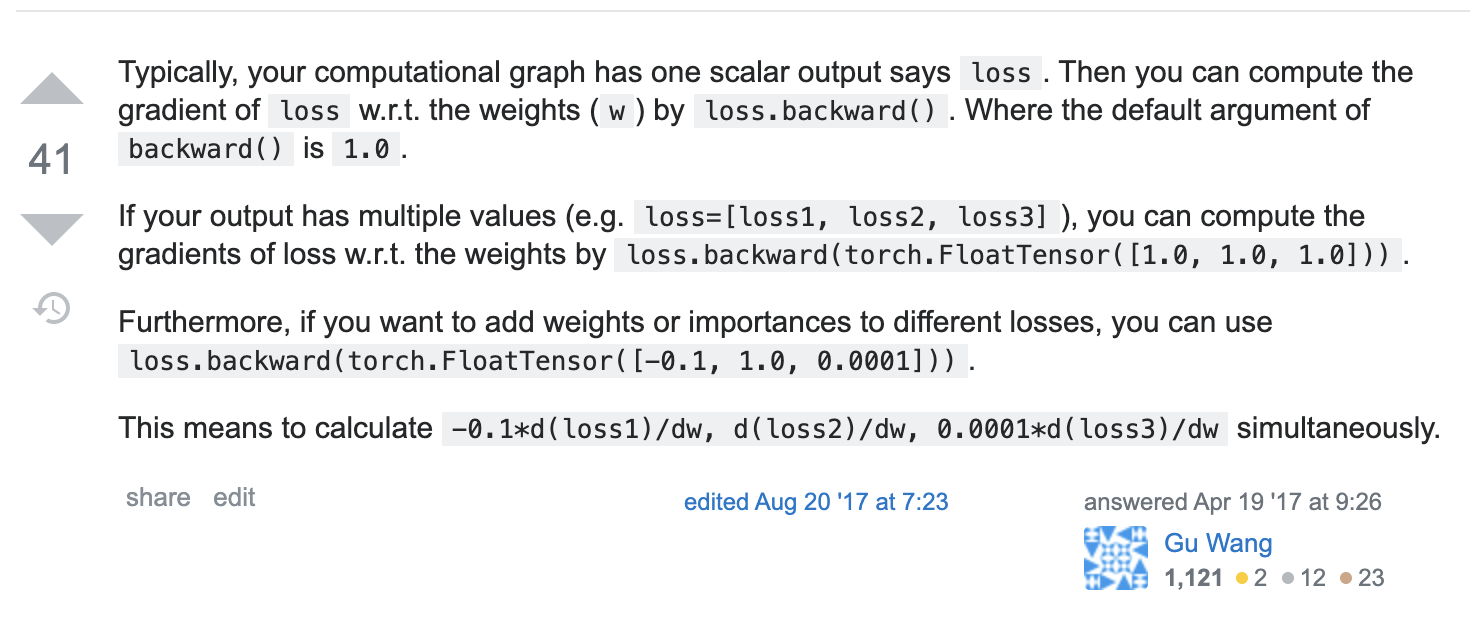 Typically, your computational graph has one scalar output says loss . Then you can compute the
gradient of loss w.r.t. the weights ( w ) by loss.backward() . Where the default argument of
backward() is 1.0 .
41
If your output has multiple values (e.g. loss=[loss1, loss2, loss3] ), you can compute the
gradients of loss w.r.t. the weights by loss.backward(torch.FloatTensor([1.0, 1.0, 1.0])) .
Furthermore, if you want to add weights or importances to different losses, you can use
loss.backward(torch.FloatTensor([-0.1, 1.0, 0.0001])) .
This means to calculate -0.1*d(loss1)/dw, d(loss2)/dw, 0.0001*d(loss3)/dw simultaneously.
share edit edited Aug 20 '17 at 7:23 answered Apr 19 '17 at 9:26
Gu Wang
1,121 2 12 23